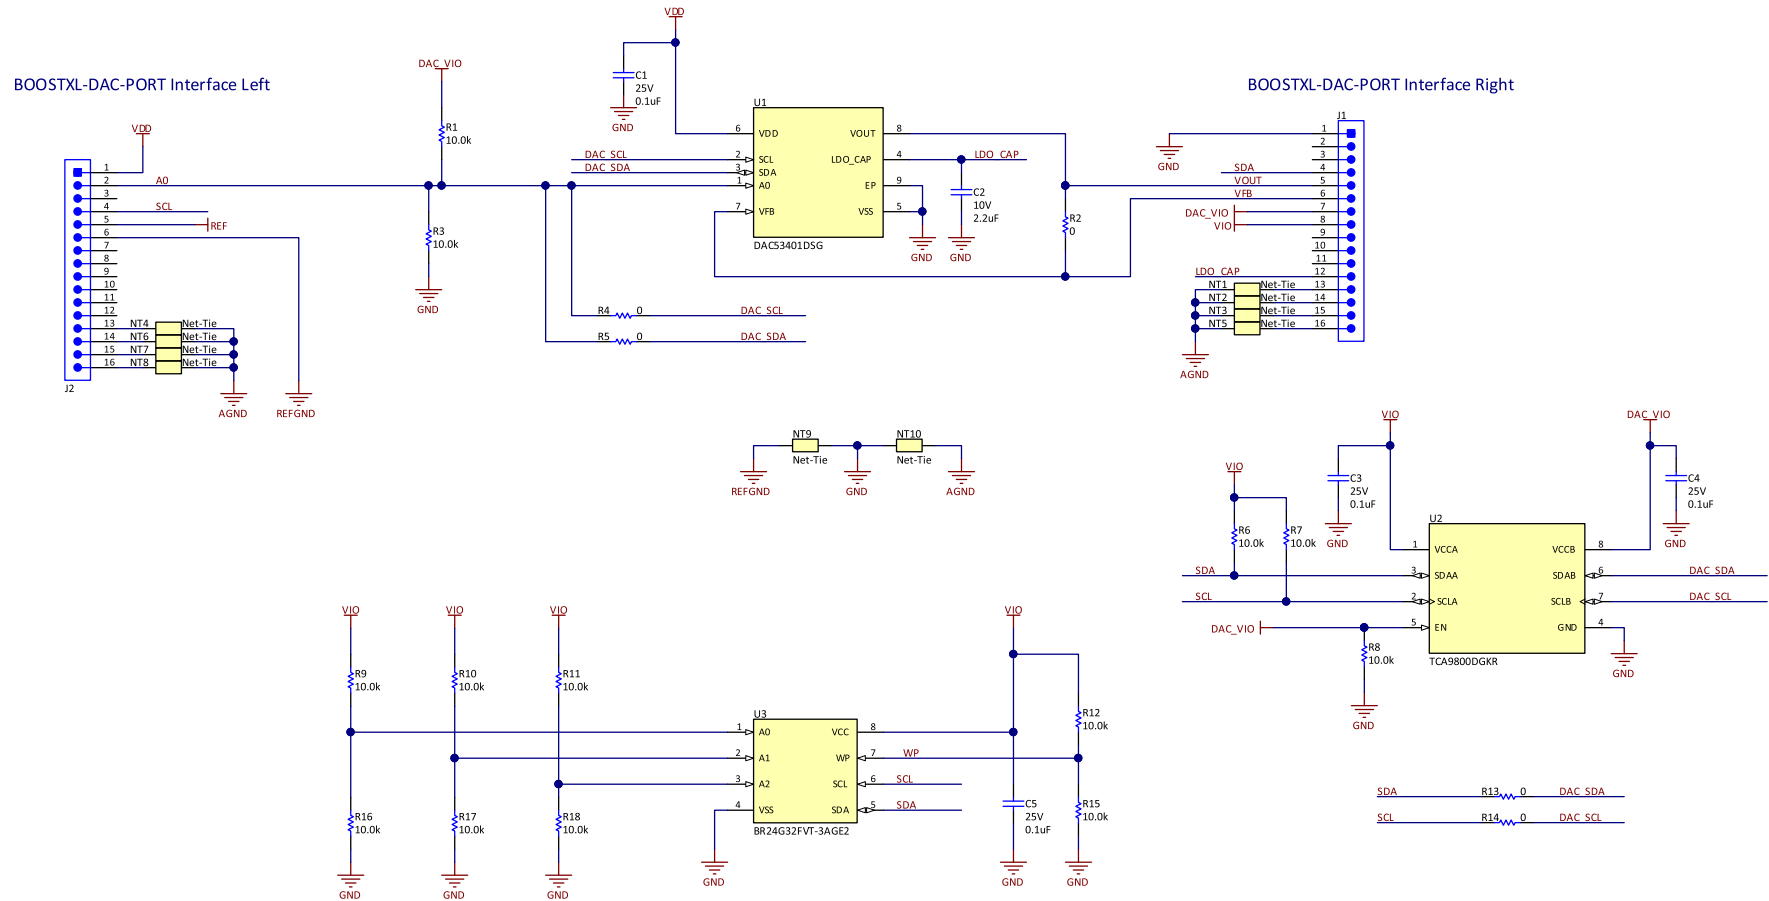 BOOSTXL-DAC-PORT Interface Left
VDD
J2
1
2
3
4
5
6
7
8
9
10
11
12
13
14
15
16
A0
SCL
REF
NT4 Net-Tie
NT6 Net-Tie
NT7 Net-Tie
NT8 Net-Tie
AGND
REFGND
DAC_VIO
R1
10.0k
R3
10.0k
GND
VDD
C1
25V
0.1uF
GND
U1
6 VDD
2 SCL
3 SDA
1 A0
7 VFB
VOUT 8
LDO_CAP 4
EP 9
VSS 5
DAC53401DSG
DAC_SCL
DAC_SDA
LDO_CAP
C2
10V
2.2uF
GND
GND
R2
0
R4 0 DAC_SCL
R5 0 DAC_SDA
BOOSTXL-DAC-PORT Interface Right
J1
1
2
3
4
5
6
7
8
9
10
11
12
13
14
15
16
GND
SDA
VOUT
VFB
DAC_VIO
VIO
LDO_CAP
NT1 Net-Tie
NT2 Net-Tie
NT3 Net-Tie
NT5 Net-Tie
AGND
NT9
Net-Tie
NT10
Net-Tie
REFGND
GND
AGND
VIO
DAC_VIO
VIO
C3
25V
0.1uF
GND
C4
25V
0.1uF
GND
R6
10.0k
R7
10.0k
SDA
SCL
DAC_VIO
R8
10.0k
GND
U2
1 VCCA
3 SDAA
2 SCLA
5 EN
VCCB 8
SDAB 6
SCLB 7
GND 4
TCA9800DGKR
DAC_SDA
DAC_SCL
GND
VIO
VIO
VIO
VIO
R9
10.0k
R10
10.0k
R11
10.0k
R16
10.0k
R17
10.0k
R18
10.0k
GND
GND
GND
U3
1 A0
2 A1
3 A2
4 VSS
VCC 8
WP 7
SCL 6
SDA 5
BR24G32FVT-3AGE2
GND
WP
SCL
SDA
R12
10.0k
R15
10.0k
C5
25V
0.1uF
GND
GND
SDA R13 0 DAC_SDA
SCL R14 0 DAC_SCL